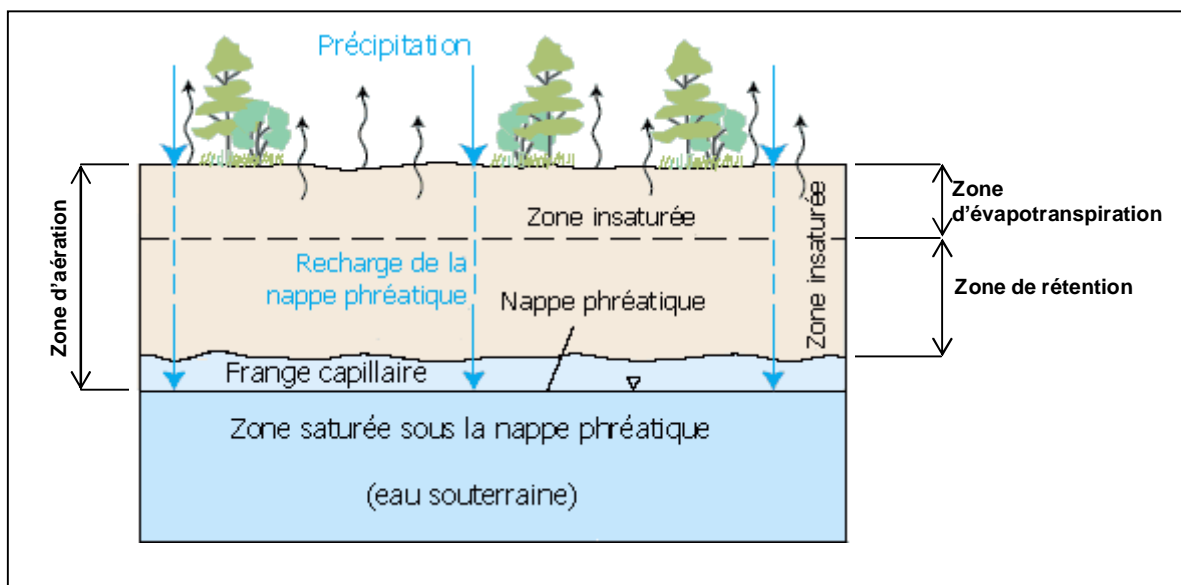 Précipitation
Zone d'aération
Zone insaturée
Zone insaturée
Zone
d'évapotranspiration
Recharge de la
nappe phréatique
Nappe phréatique
Zone de rétention
Frange capillaire
Zone saturée sous la nappe phréatique
(eau souterraine)